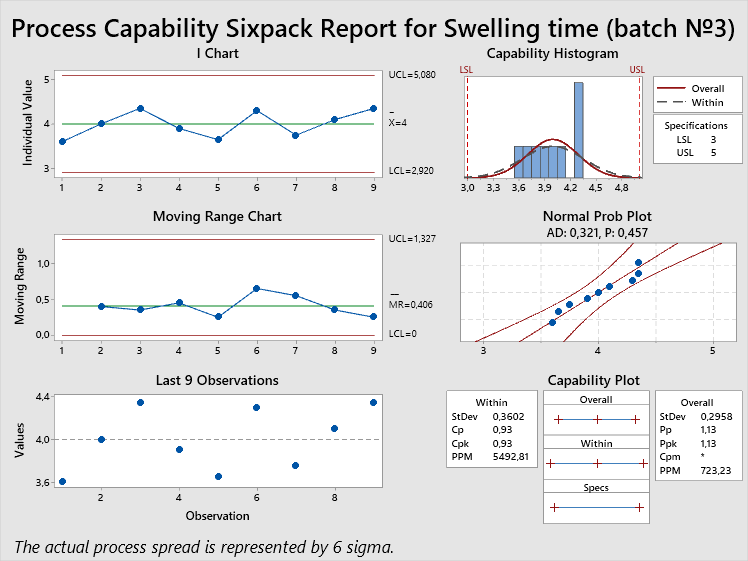 Process Capability Sixpack Report for Swelling time (batch №3)
I Chart
Individual Value
5
4
3
1 2 3 4 5 6 7 8 9
UCL=5,080
X=4
LCL=2,920
Capability Histogram
LSL USL
3,0 3,3 3,6 3,9 4,2 4,5 4,8
Overall
Within
Specifications
LSL 3
USL 5
Moving Range Chart
Moving Range
1,0
0,5
0,0
1 2 3 4 5 6 7 8 9
UCL=1,327
MR=0,406
LCL=0
Normal Prob Plot
AD: 0,321, P: 0,457
3 4 5
Last 9 Observations
Values
4,4
4,0
3,6
2 4 6 8
Observation
Capability Plot
Within
StDev 0,3602
Cp 0,93
Cpk 0,93
PPM 5492,81
Overall
Within
Specs
Overall
StDev 0,2958
Pp 1,13
Ppk 1,13
Cpm *
PPM 723,23
The actual process spread is represented by 6 sigma.